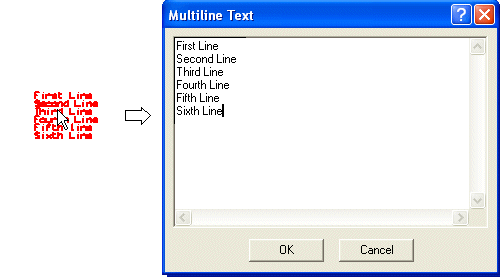 First Line
Second Line
Third Line
Fourth Line
Fifth Line
Sixth Line
Multiline Text
First Line
Second Line
Third Line
Fourth Line
Fifth Line
Sixth Line
OK
Cancel